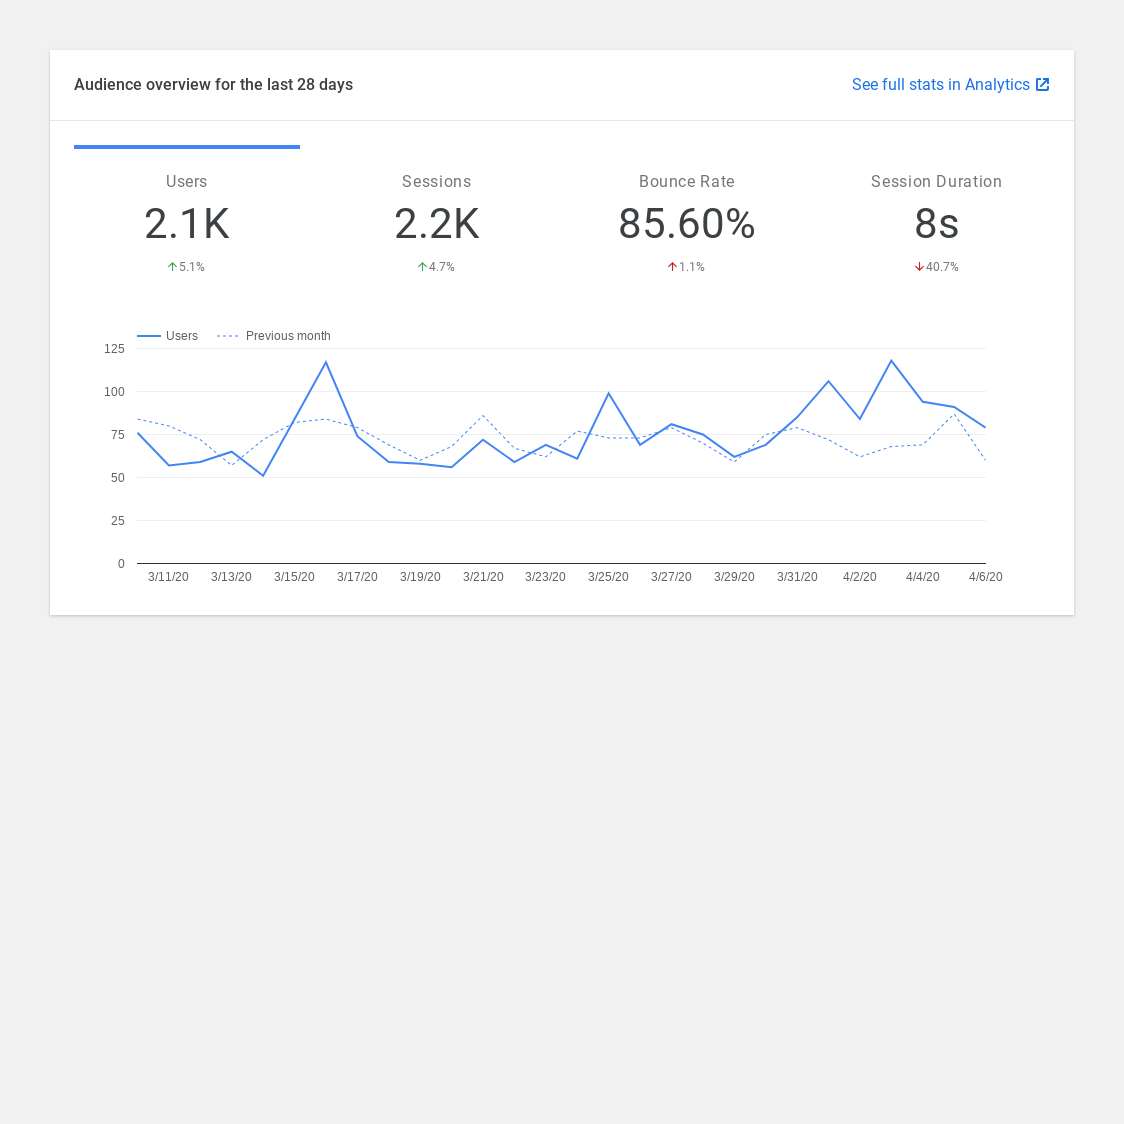 Audience overview for the last 28 days
See full stats in Analytics
Users
Sessions
Bounce Rate
Session Duration
2.1K
2.2K
85.60%
8s
5.1%
4.7%
1.1%
40.7%
Users
Previous month
125
100
75
50
25
0
3/11/20
3/13/20
3/15/20
3/17/20
3/19/20
3/21/20
3/23/20
3/25/20
3/27/20
3/29/20
3/31/20
4/2/20
4/4/20
4/6/20